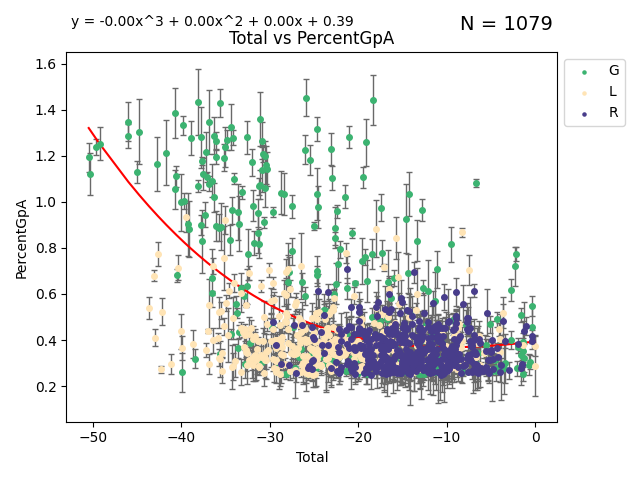 y = -0.00x^3 + 0.00x^2 + 0.00x + 0.39
N = 1079
Total vs PercentGpA
G
L
R
PercentGpA
1.6
1.4
1.2
1.0
0.8
0.6
0.4
0.2
−50
−40
−30
−20
−10
0
Total